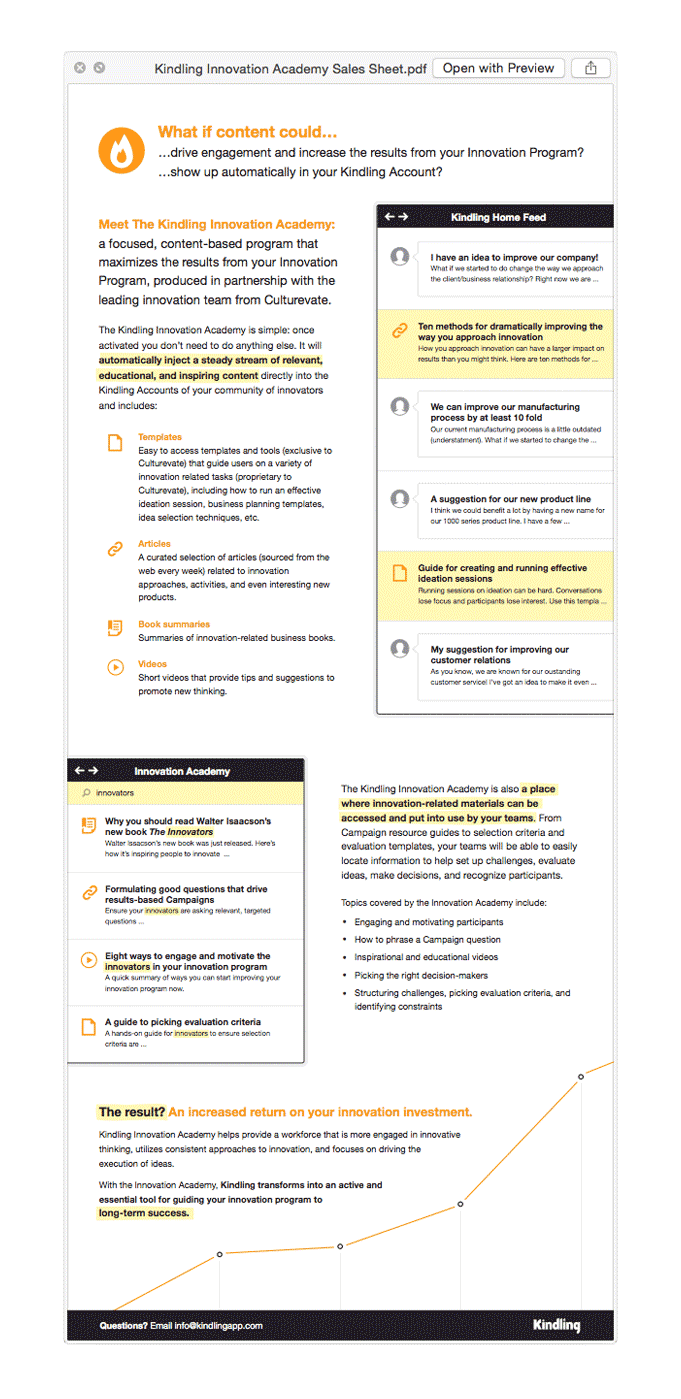 Kindling Innovation Academy Sales Sheet.pdf
Open with Preview
What if content could…
…drive engagement and increase the results from your Innovation Program?
…show up automatically in your Kindling Account?
Meet The Kindling Innovation Academy:
a focused, content-based program that
maximizes the results from your Innovation
Program, produced in partnership with the
leading innovation team from Culturevate.
The Kindling Innovation Academy is simple: once
activated you don't need to do anything else. It will
automatically inject a steady stream of relevant,
educational, and inspiring content directly into the
Kindling Accounts of your community of innovators
and includes:
Templates
Easy to access templates and tools (exclusive to
Culturevate) that guide users on a variety of
innovation related tasks (proprietary to
Culturevate), including how to run an effective
ideation session, business planning templates,
idea selection techniques, etc.
Articles
A curated selection of articles (sourced from the
web every week) related to innovation
approaches, activities, and even interesting new
products.
Book summaries
Summaries of innovation-related business books.
Videos
Short videos that provide tips and suggestions to
promote new thinking.
Kindling Home Feed
I have an idea to improve our company!
What if we started to do change the way we approach
the client/business relationship? Right now we are ...
Ten methods for dramatically improving the
way you approach innovation
How you approach innovation can have a larger impact on
results than you might think. Here are ten methods for ...
We can improve our manufacturing
process by at least 10 fold
Our current manufacturing process is a little outdated
(understatment). What if we started to change the ...
A suggestion for our new product line
I think we could benefit a lot by having a new name for
our 1000 series product line. I have a few ...
Guide for creating and running effective
ideation sessions
Running sessions on ideation can be hard. Conversations
lose focus and participants lose interest. Use this templa ...
My suggestion for improving our
customer relations
As you know, we are known for our oustanding
customer service! I've got an idea to make it even ...
Innovation Academy
innovators
Why you should read Walter Isaacson's
new book The Innovators
Walter Isaacson's new book was just released. Here's
how it's inspiring people to innovate ...
Formulating good questions that drive
results-based Campaigns
Ensure your innovators are asking relevant, targeted
questions ...
Eight ways to engage and motivate the
innovators in your innovation program
A quick summary of ways you can start improving your
innovation program now.
A guide to picking evaluation criteria
A hands-on guide for innovators to ensure selection
criteria are ...
The Kindling Innovation Academy is also a place
where innovation-related materials can be
accessed and put into use by your teams. From
Campaign resource guides to selection criteria and
evaluation templates, your teams will be able to easily
locate information to help set up challenges, evaluate
ideas, make decisions, and recognize participants.
Topics covered by the Innovation Academy include:
• Engaging and motivating participants
• How to phrase a Campaign question
• Inspirational and educational videos
• Picking the right decision-makers
• Structuring challenges, picking evaluation criteria, and
identifying constraints
The result? An increased return on your innovation investment.
Kindling Innovation Academy helps provide a workforce that is more engaged in innovative
thinking, utilizes consistent approaches to innovation, and focuses on driving the
execution of ideas.
With the Innovation Academy, Kindling transforms into an active and
essential tool for guiding your innovation program to
long-term success.
Questions? Email info@kindlingapp.com
Kindling